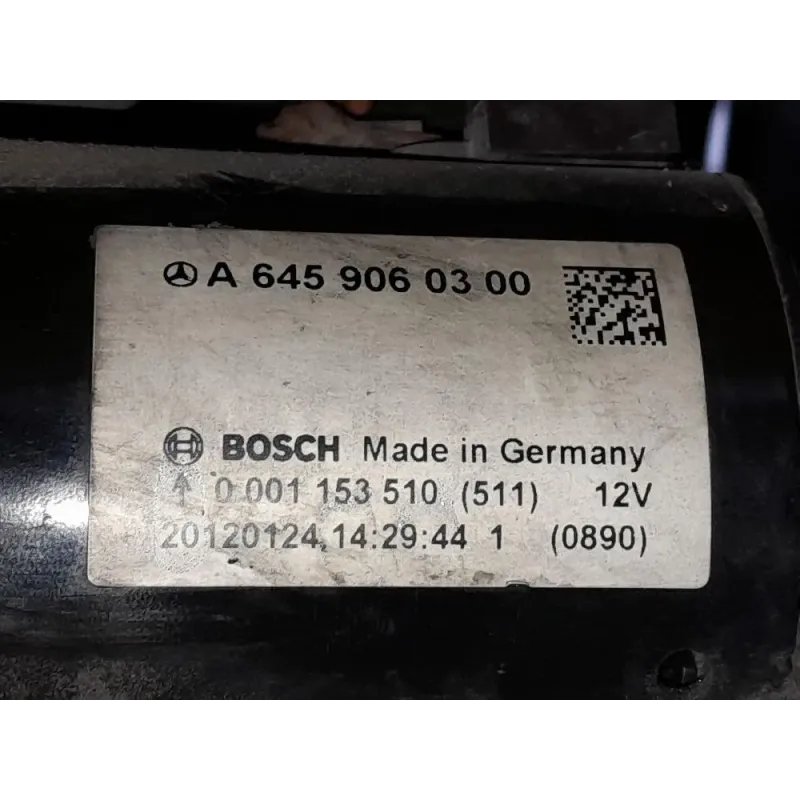 A 645 906 03 00
BOSCH Made in Germany
↑ 0 001 153 510 (511) 12V
20120124,14:29:44 1 (0890)